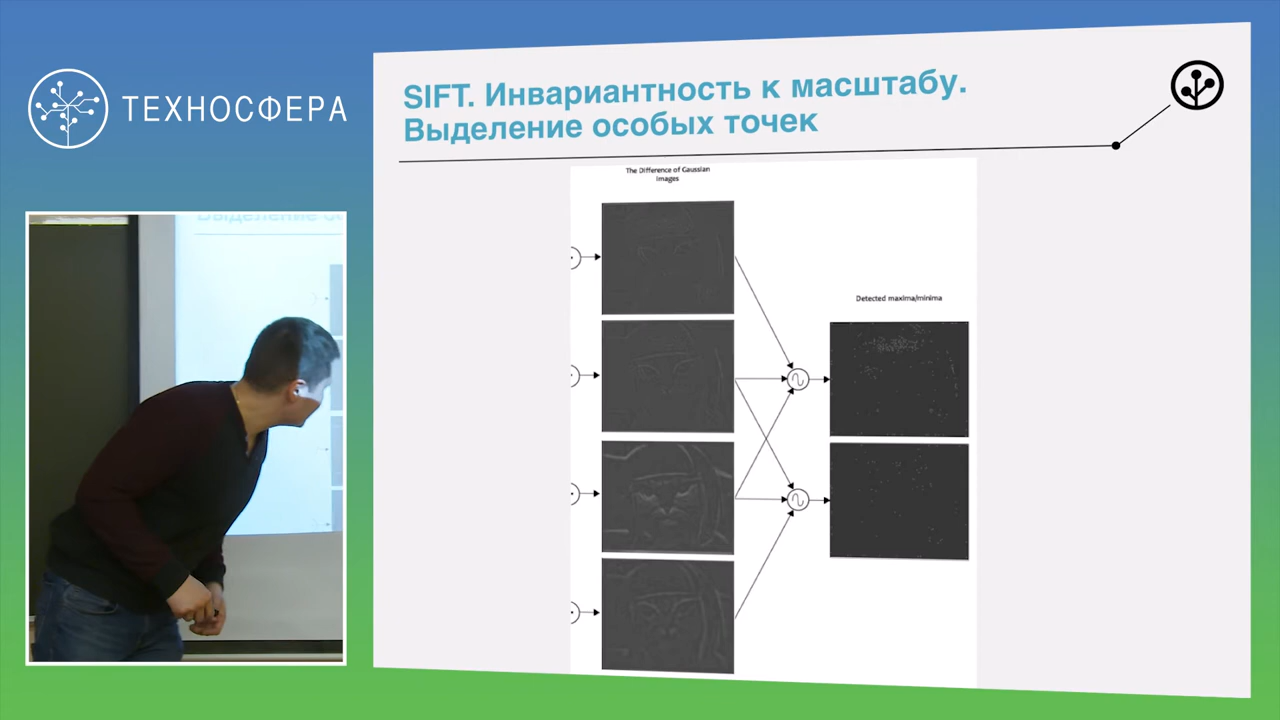 ТЕХНОСФЕРА
SIFT. Инвариантность к масштабу.
Выделение особых точек
The Difference of Gaussian
Images
Detected maxima/minima